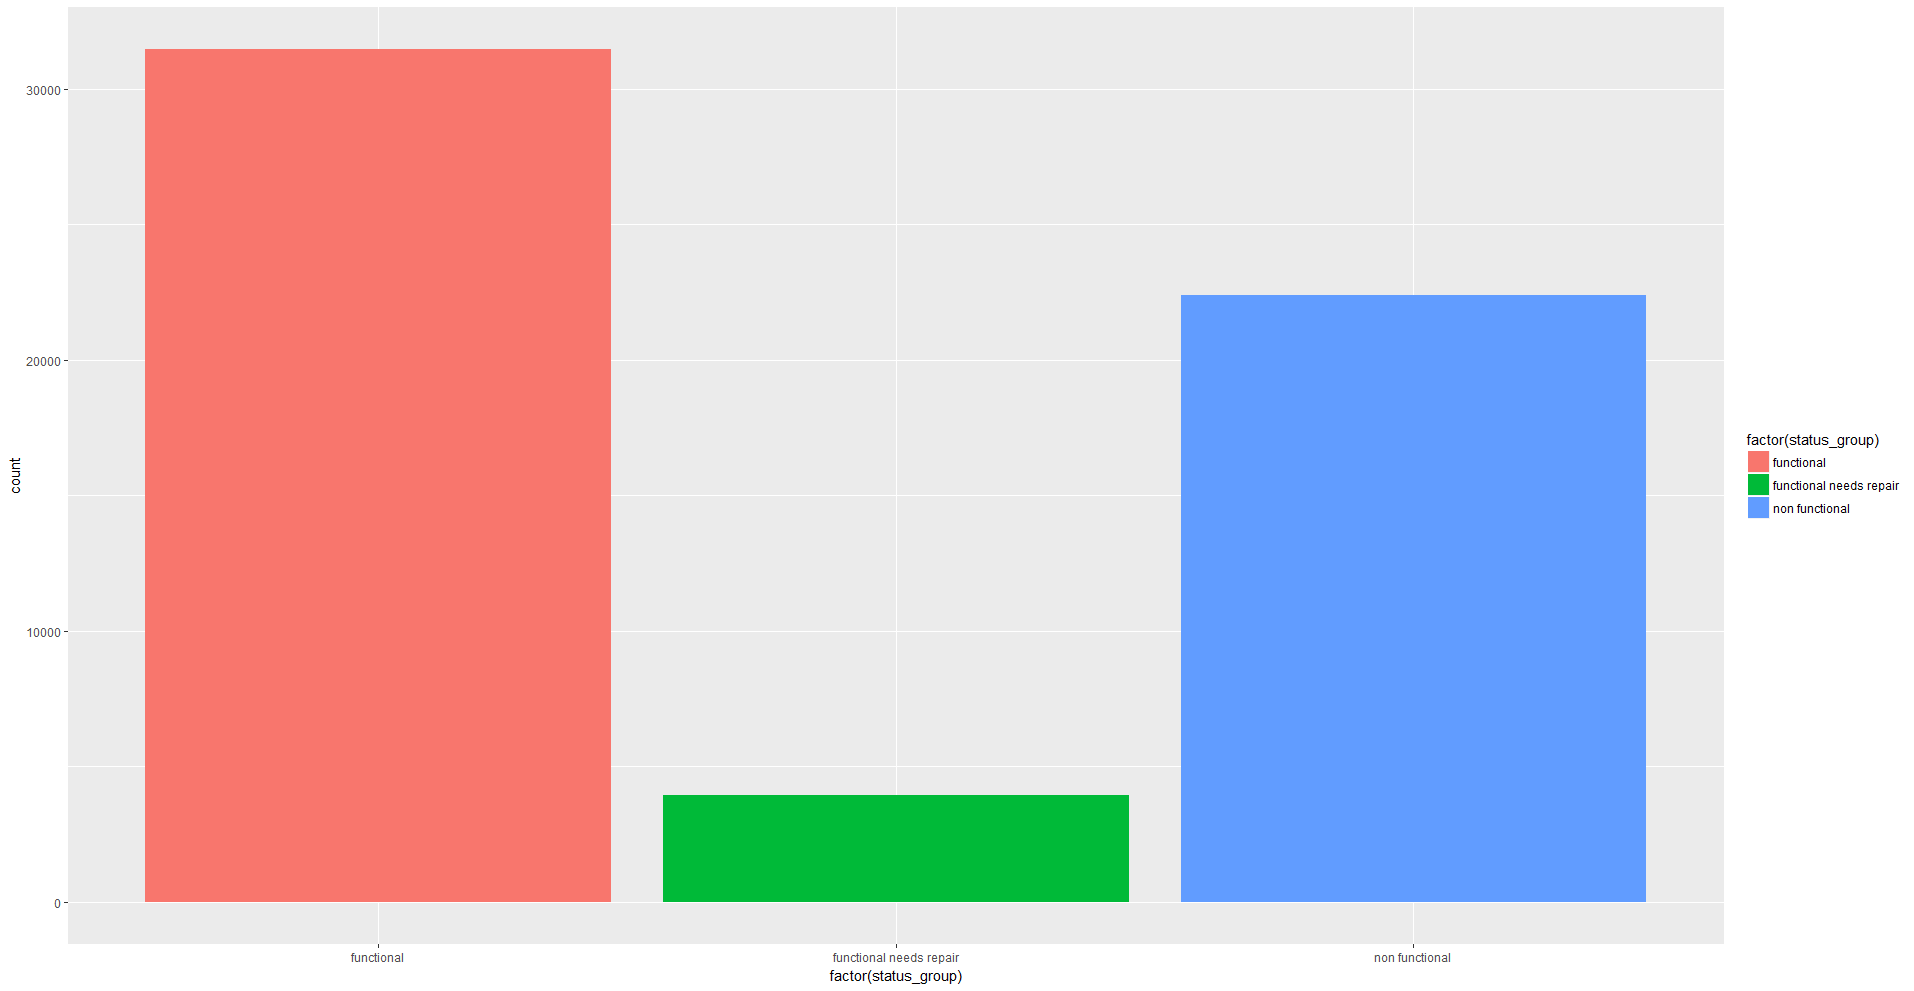 30000
20000
10000
0
count
functional
functional needs repair
non functional
factor(status_group)
factor(status_group)
functional
functional needs repair
non functional